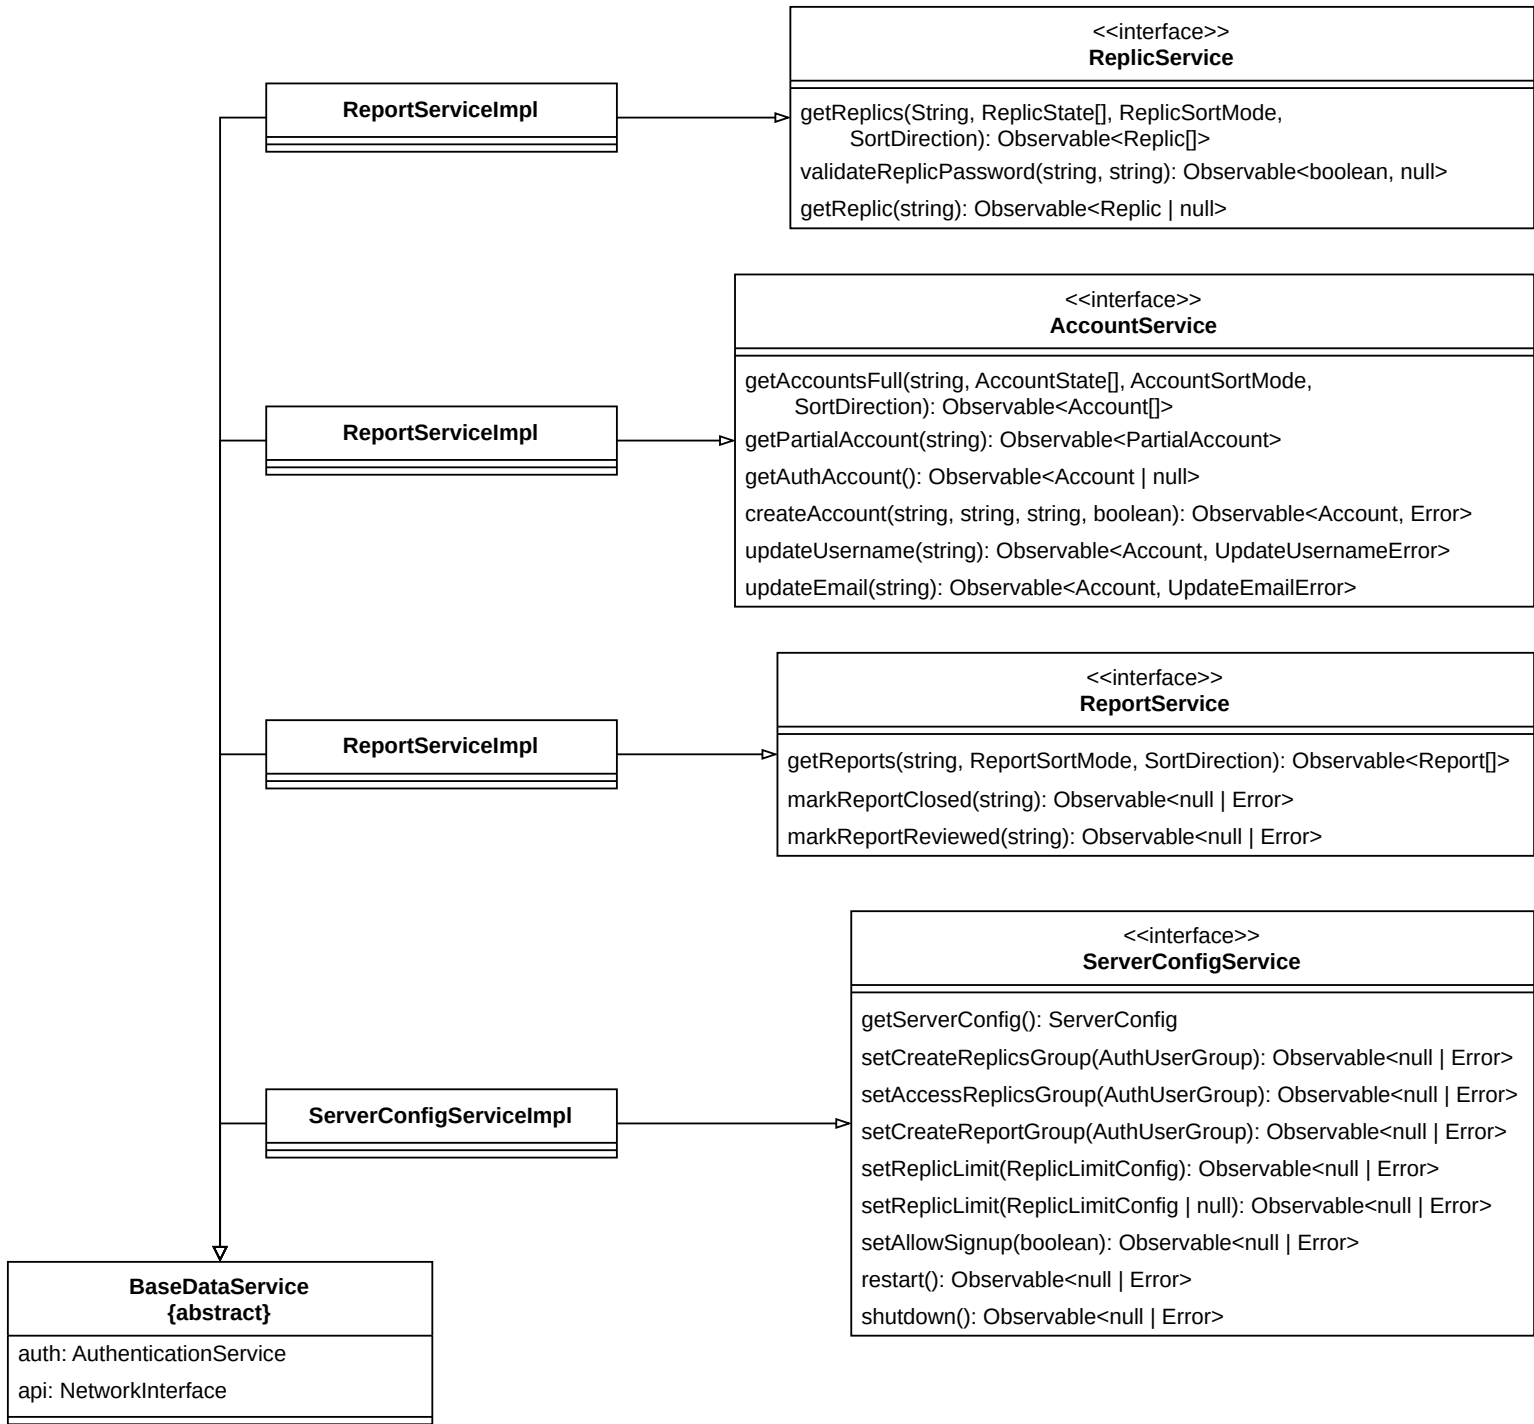 <<interface>>
ReplicService
getReplics(String, ReplicState[], ReplicSortMode,
SortDirection): Observable<Replic[]>
validateReplicPassword(string, string): Observable<boolean, null>
getReplic(string): Observable<Replic | null>
ReportServiceImpl
<<interface>>
AccountService
getAccountsFull(string, AccountState[], AccountSortMode,
SortDirection): Observable<Account[]>
getPartialAccount(string): Observable<PartialAccount>
getAuthAccount(): Observable<Account | null>
createAccount(string, string, string, boolean): Observable<Account, Error>
updateUsername(string): Observable<Account, UpdateUsernameError>
updateEmail(string): Observable<Account, UpdateEmailError>
ReportServiceImpl
<<interface>>
ReportService
getReports(string, ReportSortMode, SortDirection): Observable<Report[]>
markReportClosed(string): Observable<null | Error>
markReportReviewed(string): Observable<null | Error>
ReportServiceImpl
<<interface>>
ServerConfigService
getServerConfig(): ServerConfig
setCreateReplicsGroup(AuthUserGroup): Observable<null | Error>
setAccessReplicsGroup(AuthUserGroup): Observable<null | Error>
setCreateReportGroup(AuthUserGroup): Observable<null | Error>
setReplicLimit(ReplicLimitConfig): Observable<null | Error>
setReplicLimit(ReplicLimitConfig | null): Observable<null | Error>
setAllowSignup(boolean): Observable<null | Error>
restart(): Observable<null | Error>
shutdown(): Observable<null | Error>
ServerConfigServiceImpl
BaseDataService
{abstract}
auth: AuthenticationService
api: NetworkInterface